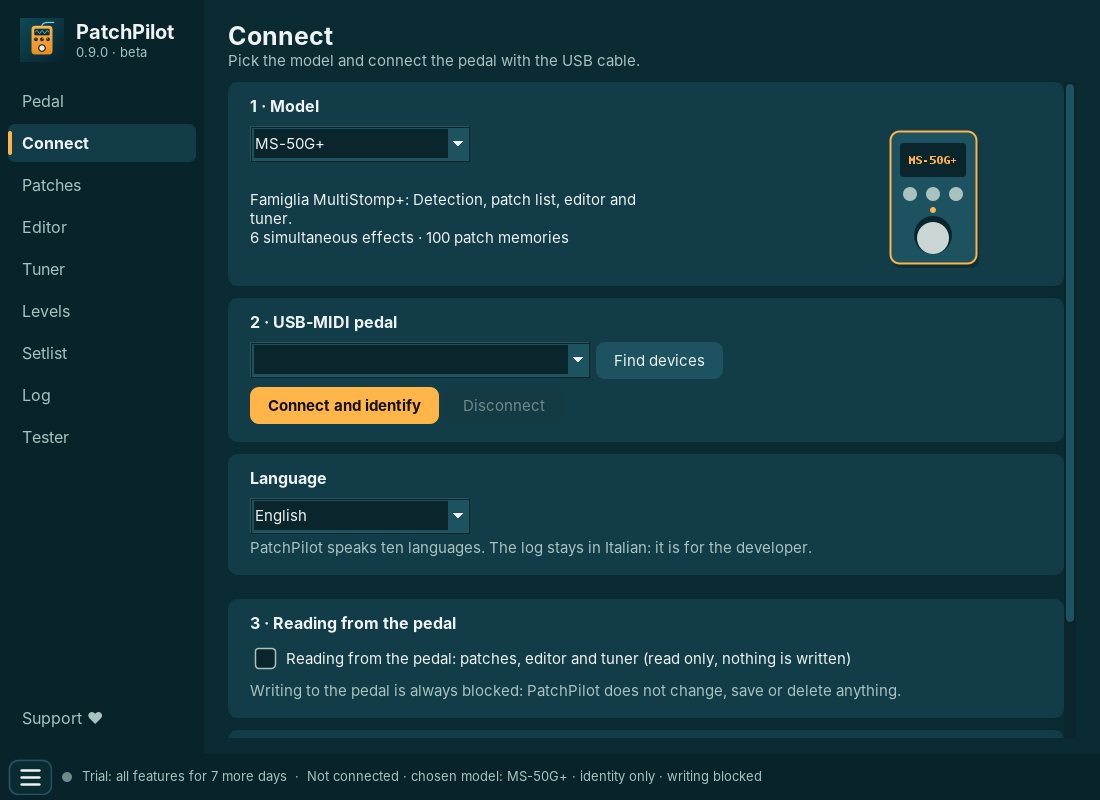 PatchPilot
0.9.0 · beta
Pedal
Connect
Patches
Editor
Tuner
Levels
Setlist
Log
Tester
Support ♥
Connect
Pick the model and connect the pedal with the USB cable.
1 · Model
MS-50G+
Famiglia MultiStomp+: Detection, patch list, editor and
tuner.
6 simultaneous effects · 100 patch memories
MS-50G+
2 · USB-MIDI pedal
Find devices
Connect and identify
Disconnect
Language
English
PatchPilot speaks ten languages. The log stays in Italian: it is for the developer.
3 · Reading from the pedal
Reading from the pedal: patches, editor and tuner (read only, nothing is written)
Writing to the pedal is always blocked: PatchPilot does not change, save or delete anything.
Trial: all features for 7 more days · Not connected · chosen model: MS-50G+ · identity only · writing blocked